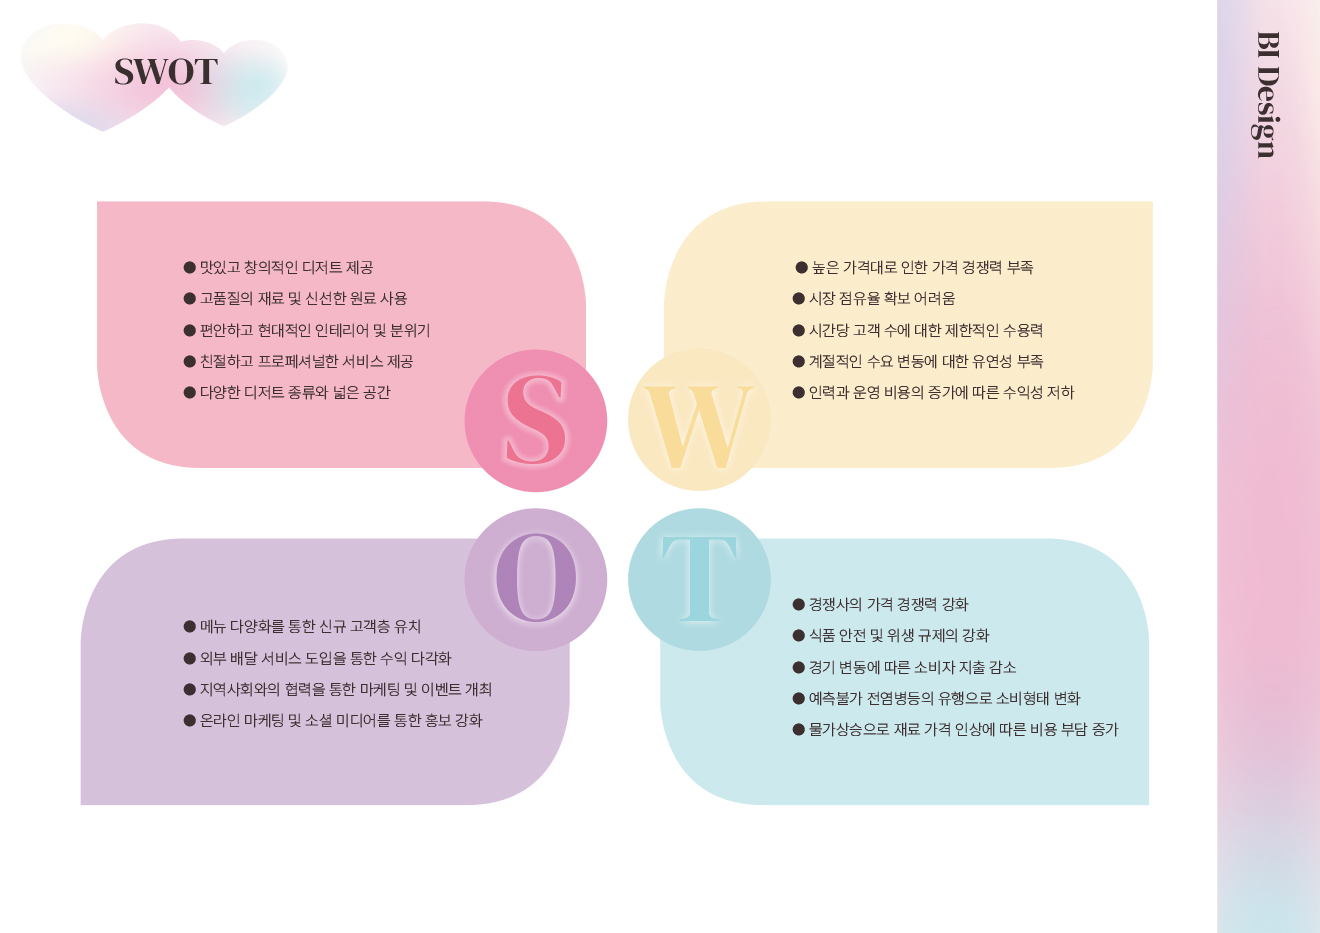 SWOT
BI Design
● 맛있고 창의적인 디저트 제공
● 고품질의 재료 및 신선한 원료 사용
● 편안하고 현대적인 인테리어 및 분위기
● 친절하고 프로페셔널한 서비스 제공
● 다양한 디저트 종류와 넓은 공간
S
● 높은 가격대로 인한 가격 경쟁력 부족
● 시장 점유율 확보 어려움
● 시간당 고객 수에 대한 제한적인 수용력
● 계절적인 수요 변동에 대한 유연성 부족
● 인력과 운영 비용의 증가에 따른 수익성 저하
W
O
● 메뉴 다양화를 통한 신규 고객층 유치
● 외부 배달 서비스 도입을 통한 수익 다각화
● 지역사회와의 협력을 통한 마케팅 및 이벤트 개최
● 온라인 마케팅 및 소셜 미디어를 통한 홍보 강화
T
● 경쟁사의 가격 경쟁력 강화
● 식품 안전 및 위생 규제의 강화
● 경기 변동에 따른 소비자 지출 감소
● 예측불가 전염병등의 유행으로 소비형태 변화
● 물가상승으로 재료 가격 인상에 따른 비용 부담 증가